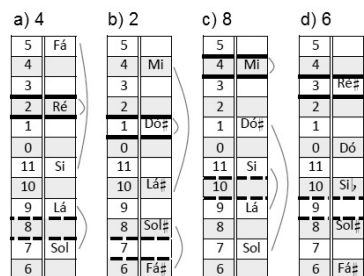 a) 4 b) 2 c) 8 d) 6
5 Fá 5 5 5
4 4 Mi 4 Mi 4
3 3 3 3 Ré♯
2 Ré 2 2 2
1 1 Dó♯ 1 Dó♯ 1
0 0 0 0 Dó
11 Si 11 11 Si 11
10 10 Lá♯ 10 10 Si♭
9 Lá 9 9 Lá 9
8 8 Sol♯ 8 8 Sol♯
7 Sol 7 7 Sol 7
6 6 Fá♯ 6 6 Fá♯